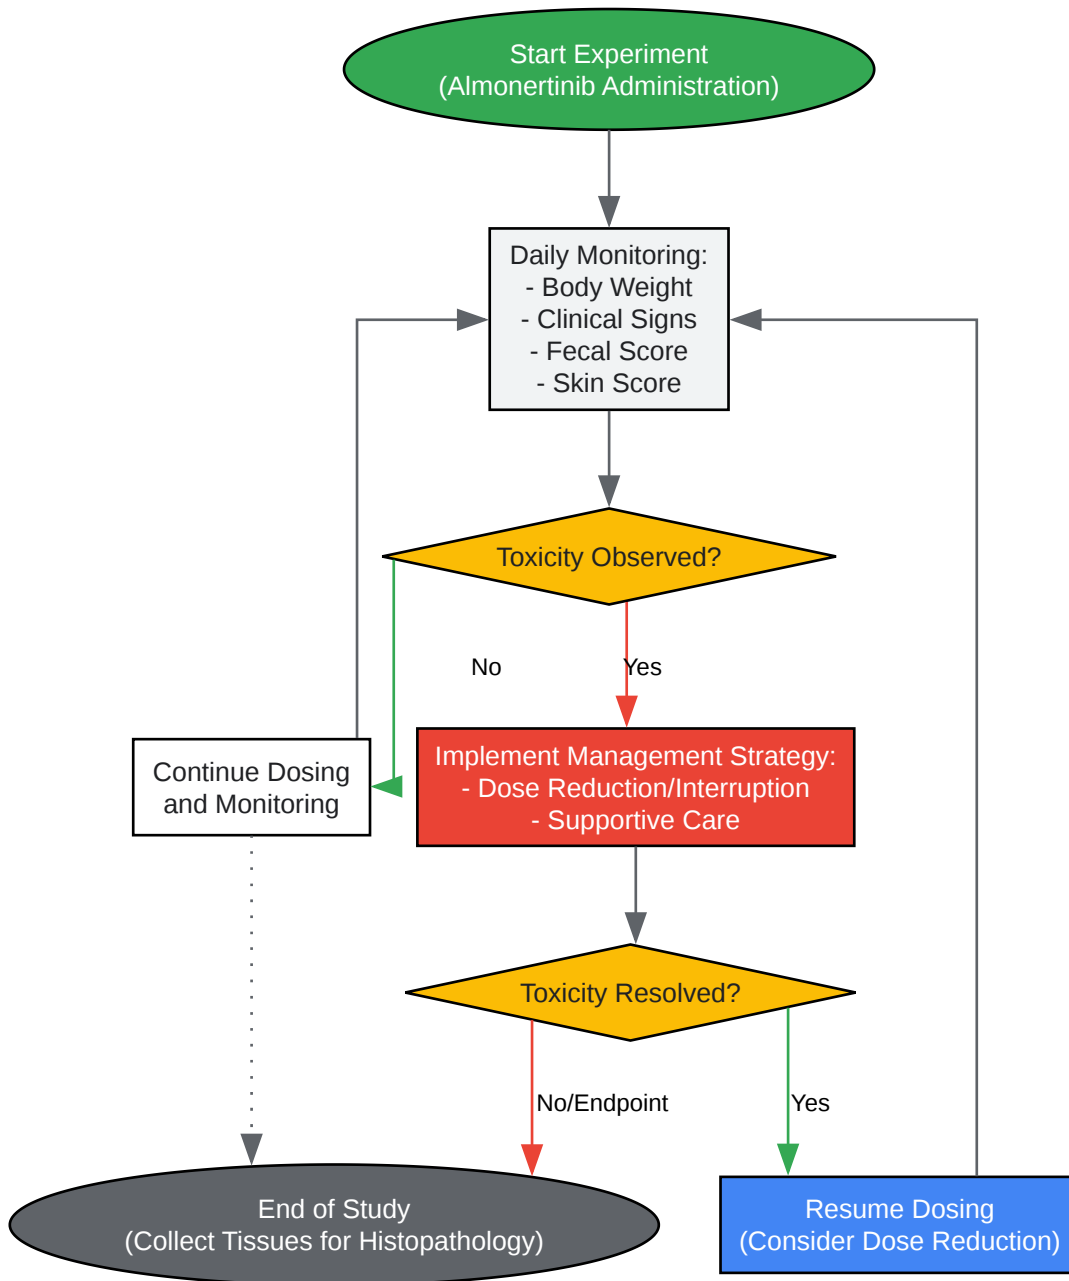 Start Experiment
(Almonertinib Administration)
Daily Monitoring:
- Body Weight
- Clinical Signs
- Fecal Score
- Skin Score
Toxicity Observed?
No
Yes
Continue Dosing
and Monitoring
Implement Management Strategy:
- Dose Reduction/Interruption
- Supportive Care
Toxicity Resolved?
No/Endpoint
Yes
End of Study
(Collect Tissues for Histopathology)
Resume Dosing
(Consider Dose Reduction)